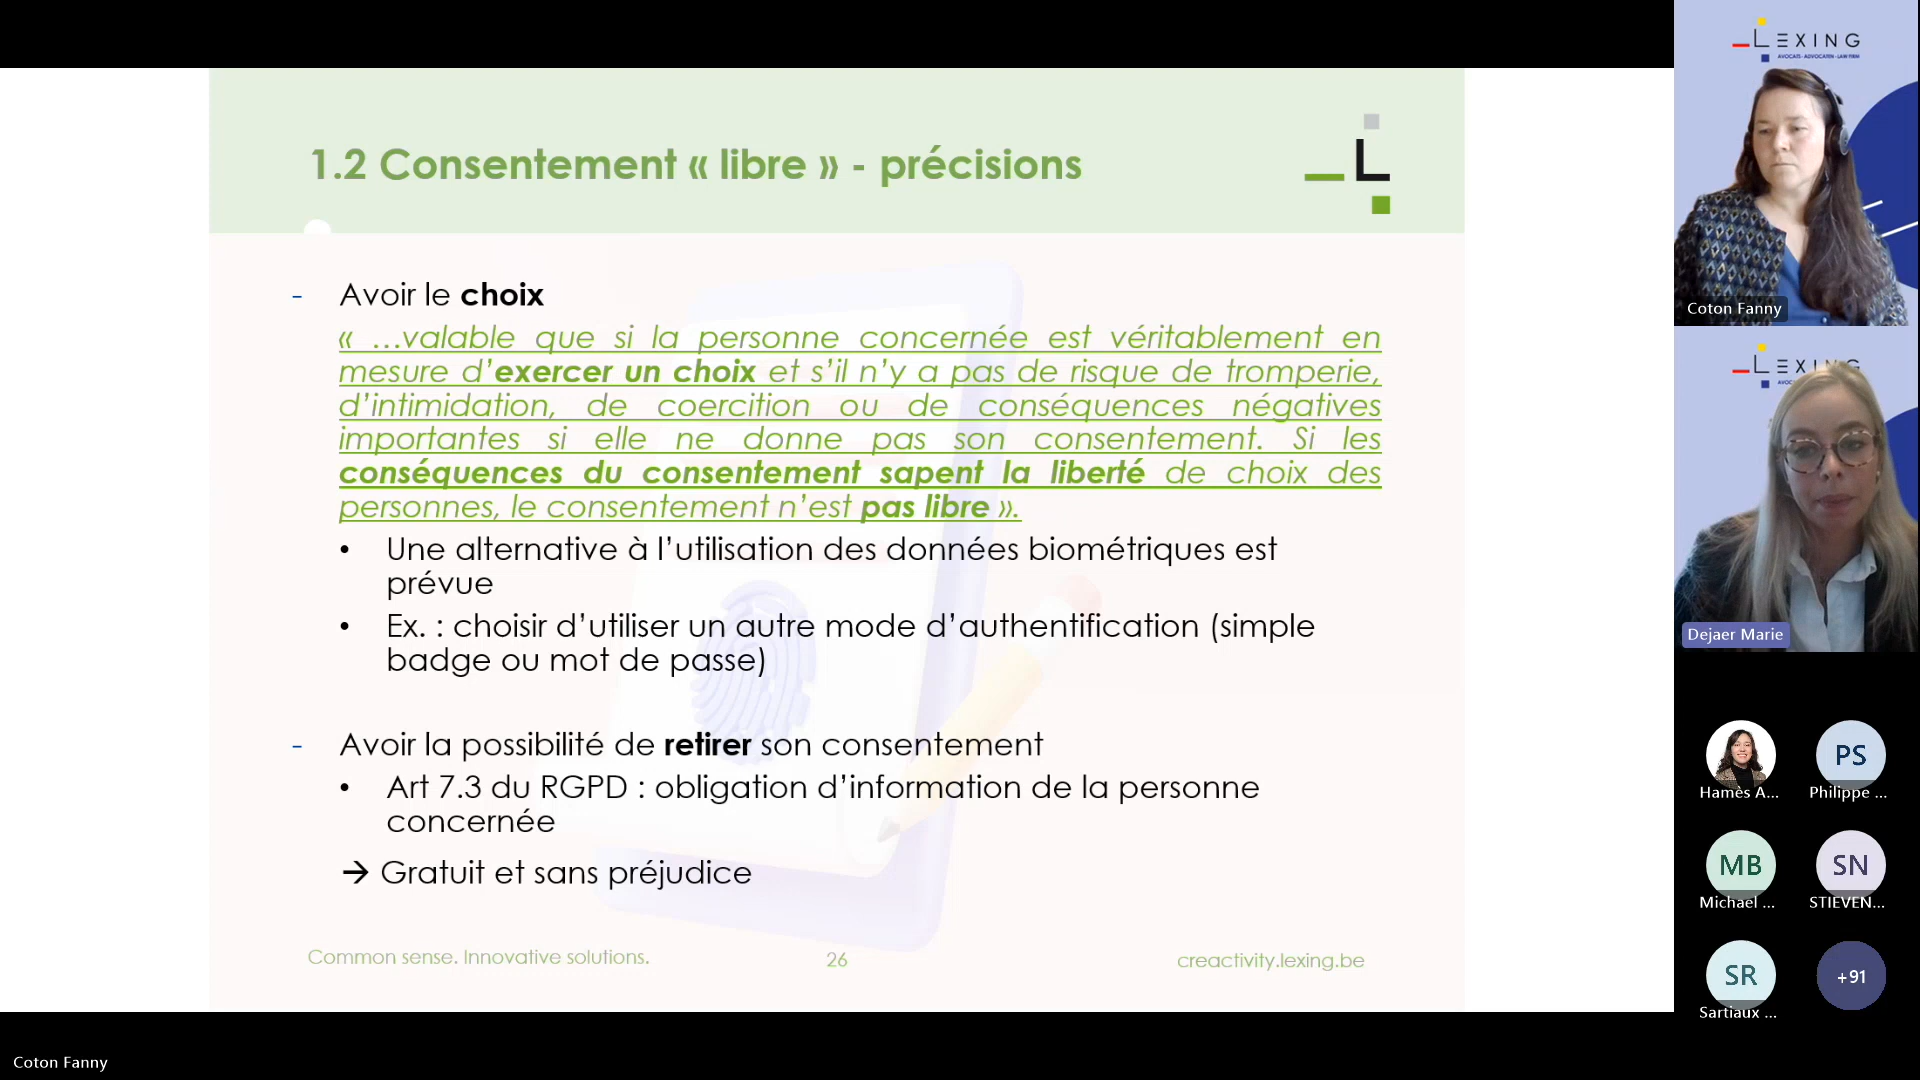 1.2 Consentement « libre » - précisions
L
- Avoir le choix
« …valable que si la personne concernée est véritablement en
mesure d’exercer un choix et s’il n’y a pas de risque de tromperie,
d’intimidation, de coercition ou de conséquences négatives
importantes si elle ne donne pas son consentement. Si les
conséquences du consentement sapent la liberté de choix des
personnes, le consentement n’est pas libre ».
• Une alternative à l’utilisation des données biométriques est
prévue
• Ex. : choisir d’utiliser un autre mode d’authentification (simple
badge ou mot de passe)
- Avoir la possibilité de retirer son consentement
• Art 7.3 du RGPD : obligation d’information de la personne
concernée
→ Gratuit et sans préjudice
Common sense. Innovative solutions.
26
creactivity.lexing.be
LEXING
AVOCATS - ADVOCATEN - LAW FIRM
Coton Fanny
LEXING
Dejaer Marie
Hamès A...
PS
Philippe ...
MB
Michael ...
SN
STIEVEN...
SR
Sartiaux ...
+91
Coton Fanny